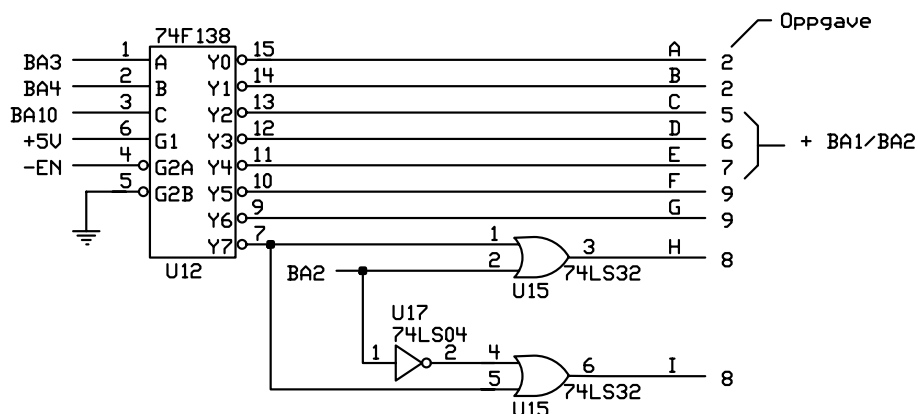 Oppgave
74F138
BA3 1 A Y0 15 A 2
BA4 2 B Y1 14 B 2
BA10 3 C Y2 13 C 5
+5V 6 G1 Y3 12 D 6
+ BA1/BA2
-EN 4 G2A Y4 11 E 7
5 G2B Y5 10 F 9
Y6 9 G 9
Y7 7 1 3 H 8
U12 BA2 2 74LS32
U15
U17
74LS04
1 2 4 6 I 8
5 74LS32
U15